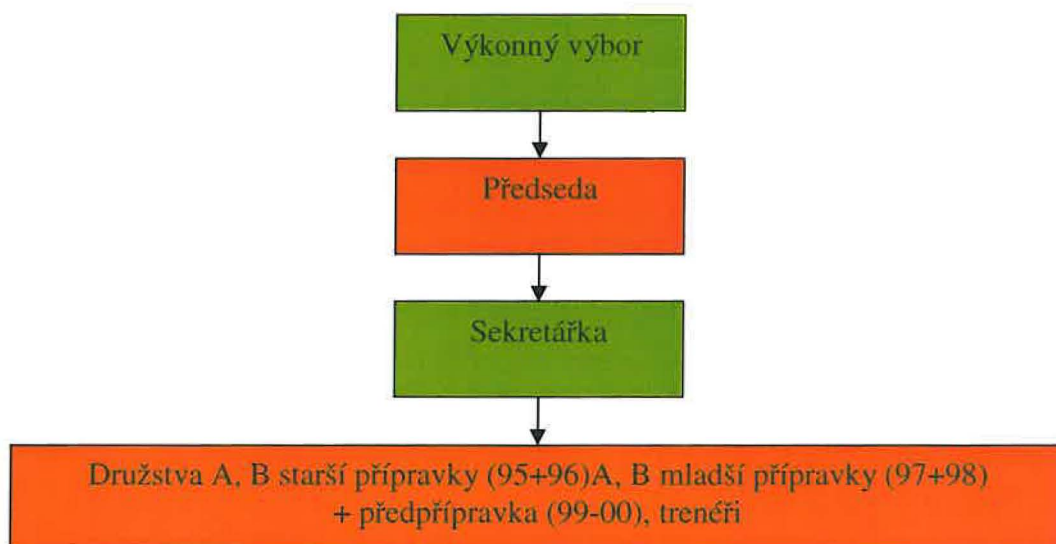 Výkonný výbor
Předseda
Sekretářka
Družstva A, B starší přípravky (95+96)A, B mladší přípravky (97+98)
+ předpřípravka (99-00), trenéři